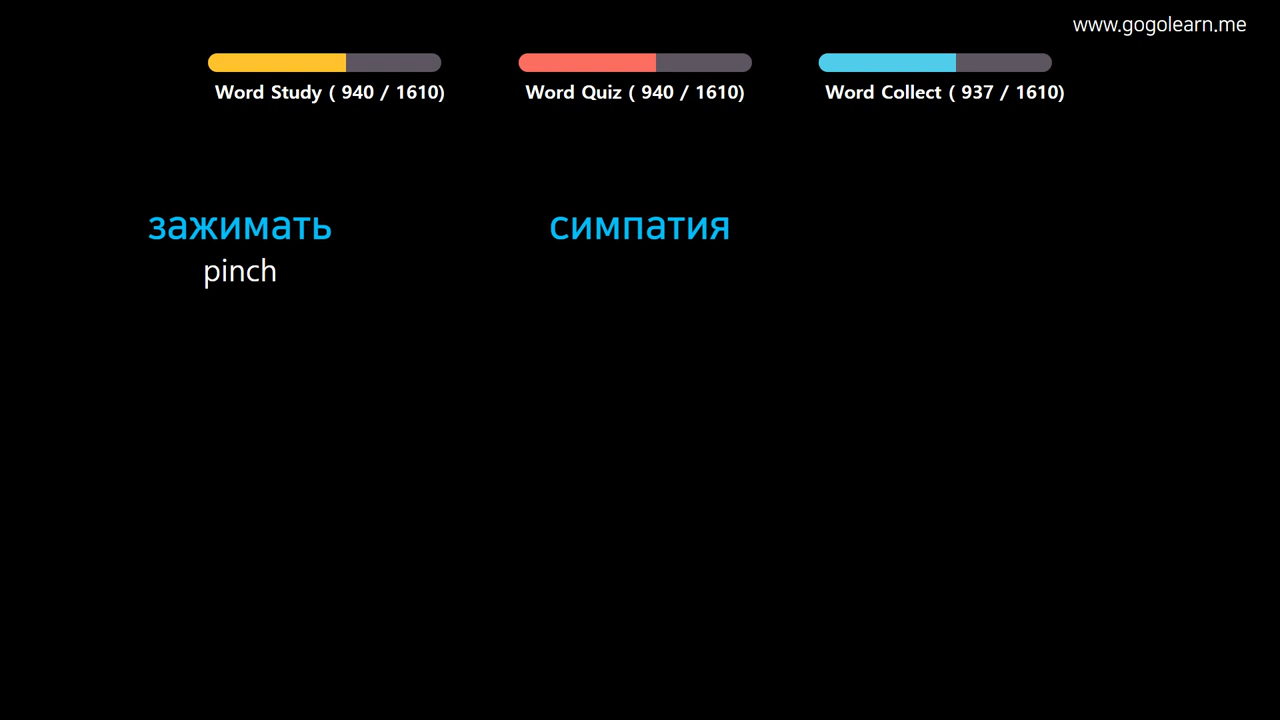 www.gogolearn.me
Word Study ( 940 / 1610)
Word Quiz ( 940 / 1610)
Word Collect ( 937 / 1610)
зажимать
симпатия
pinch